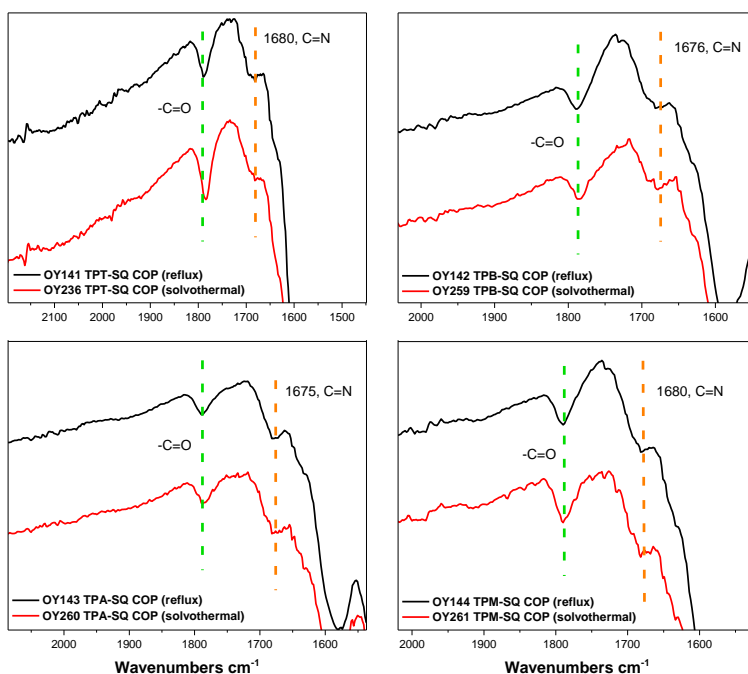 1680, C=N
-C=O
OY141 TPT-SQ COP (reflux)
OY236 TPT-SQ COP (solvothermal)
2100 2000 1900 1800 1700 1600 1500
1676, C=N
-C=O
OY142 TPB-SQ COP (reflux)
OY259 TPB-SQ COP (solvothermal)
2000 1900 1800 1700 1600
1675, C=N
-C=O
OY143 TPA-SQ COP (reflux)
OY260 TPA-SQ COP (solvothermal)
2000 1900 1800 1700 1600
Wavenumbers cm-1
1680, C=N
-C=O
OY144 TPM-SQ COP (reflux)
OY261 TPM-SQ COP (solvothermal)
2000 1900 1800 1700 1600
Wavenumbers cm-1